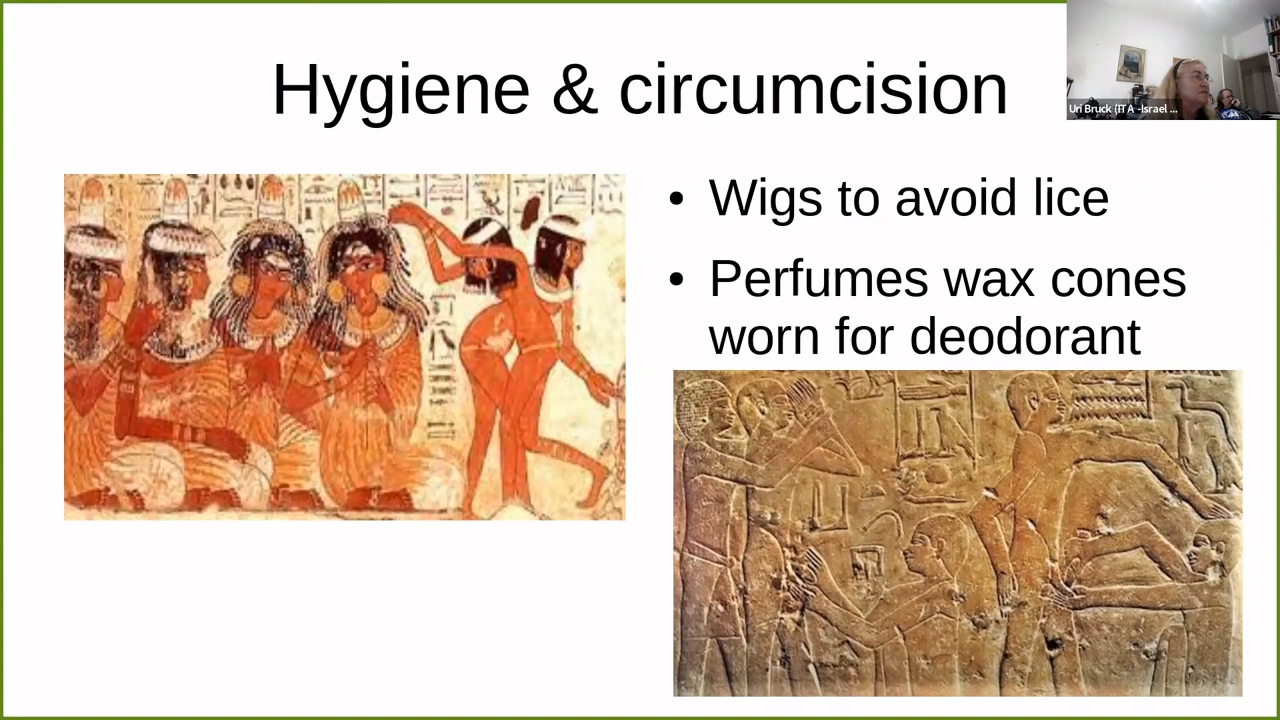 Hygiene & circumcision
Uri Bruck (ITA -Israel ...
• Wigs to avoid lice
• Perfumes wax cones
worn for deodorant